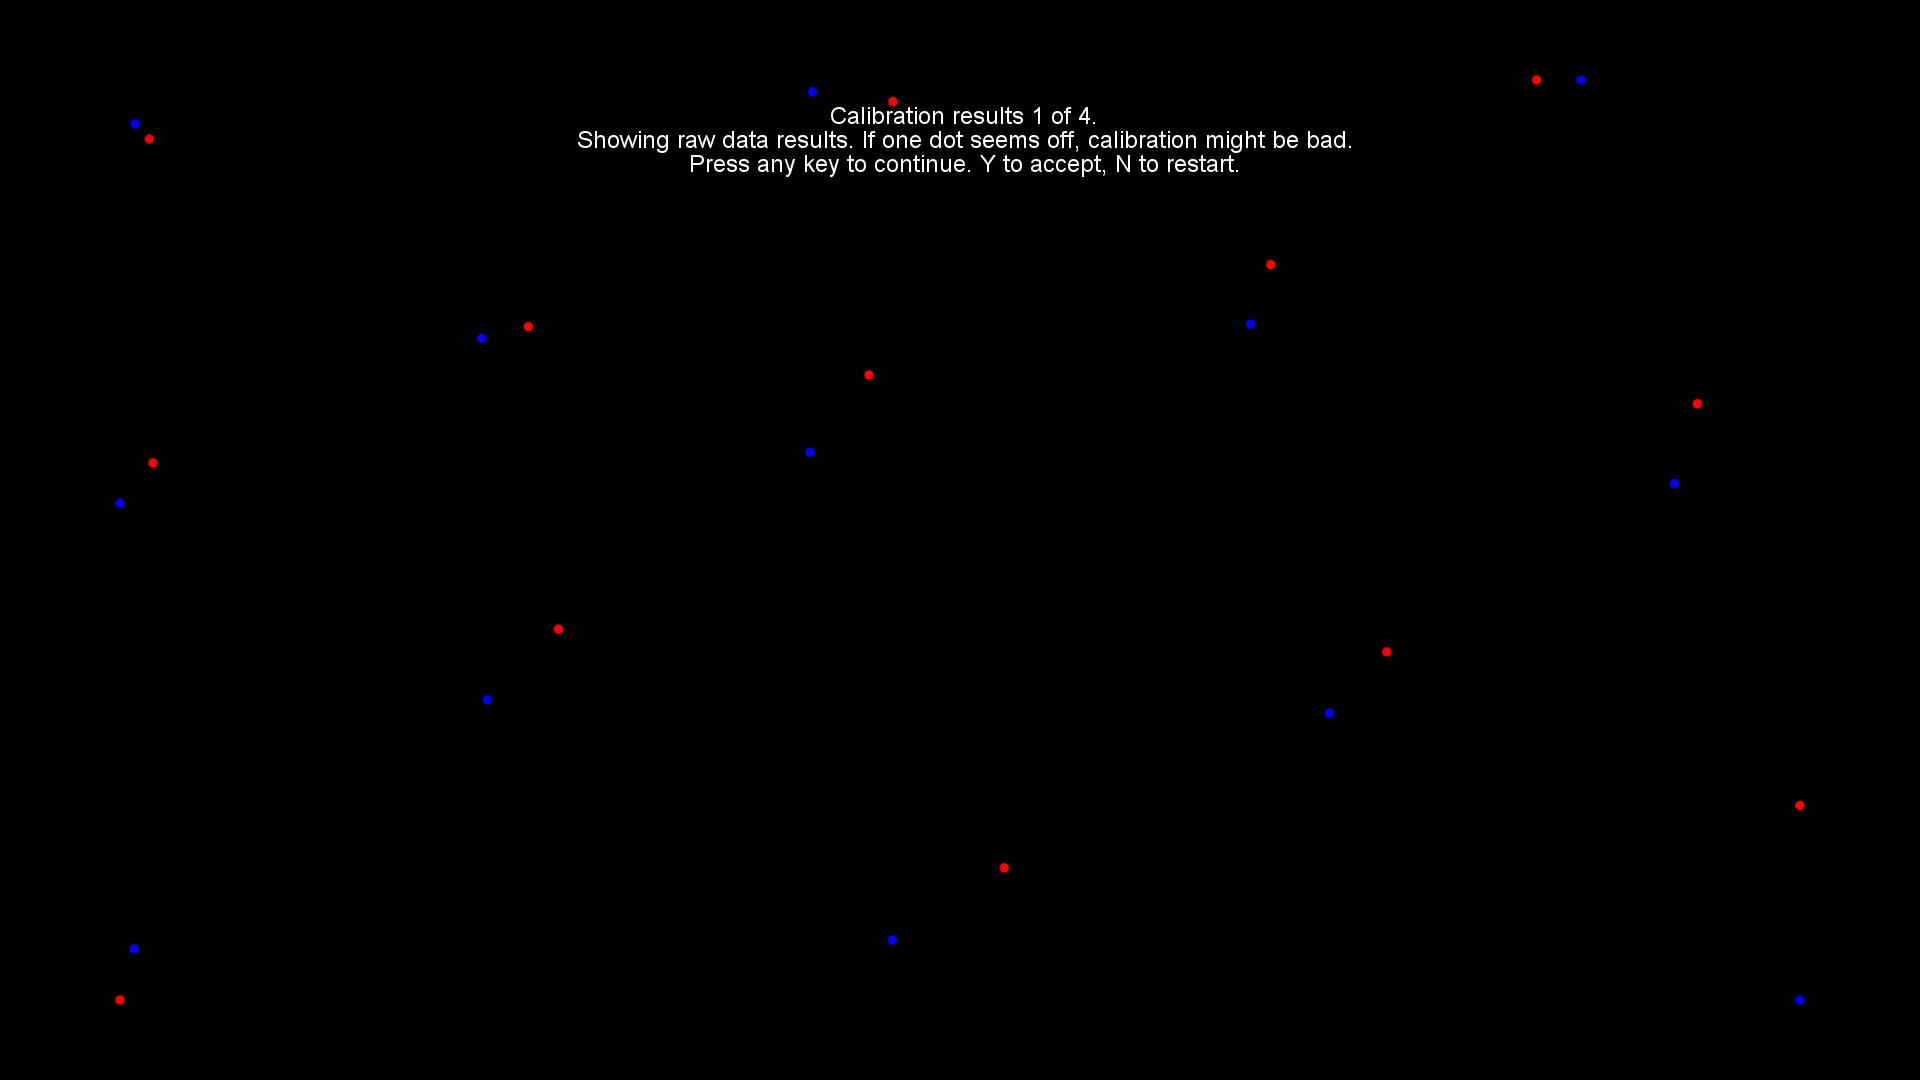 Calibration results 1 of 4.
Showing raw data results. If one dot seems off, calibration might be bad.
Press any key to continue. Y to accept, N to restart.